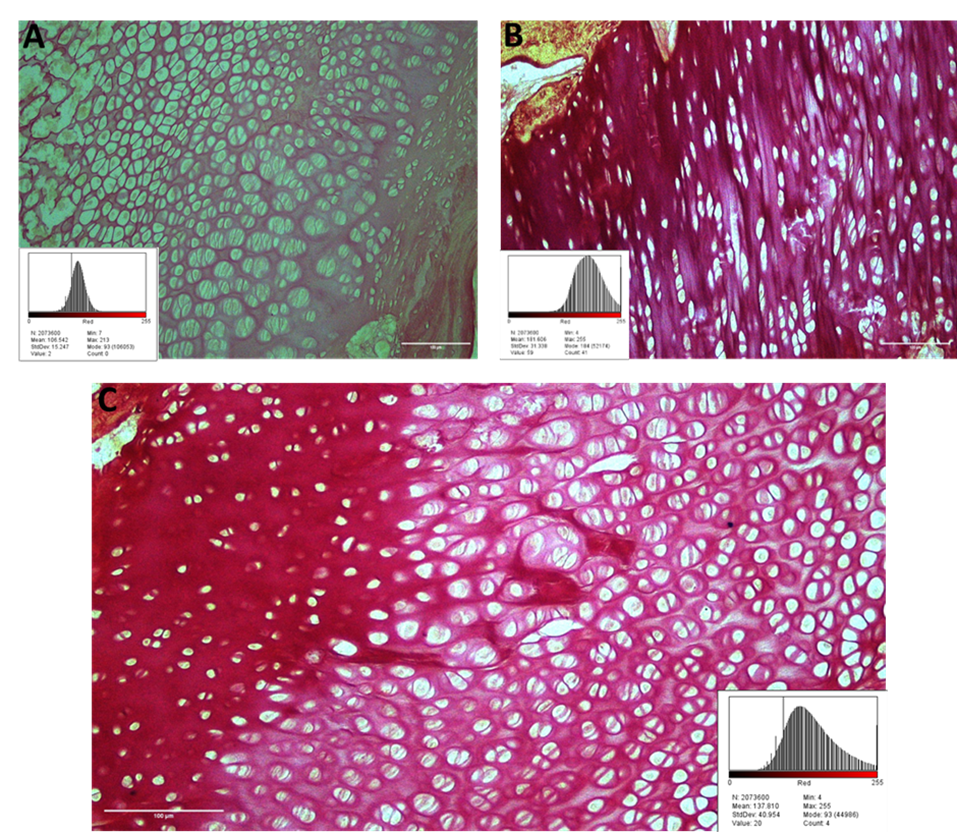 A
0 255
Red
N: 2073600 Min: 7
Mean: 106.542 Max: 213
StdDev: 15.247 Mode: 93 (106053)
Value: 2 Count: 0
B
0 255
Red
N: 2073600 Min: 4
Mean: 181.606 Max: 255
StdDev: 31.338 Mode: 184 (52174)
Value: 59 Count: 41
C
100 µm
0 Red 255
N: 2073600 Min: 4
Mean: 137.810 Max: 255
StdDev: 40.954 Mode: 93 (44986)
Value: 20 Count: 4